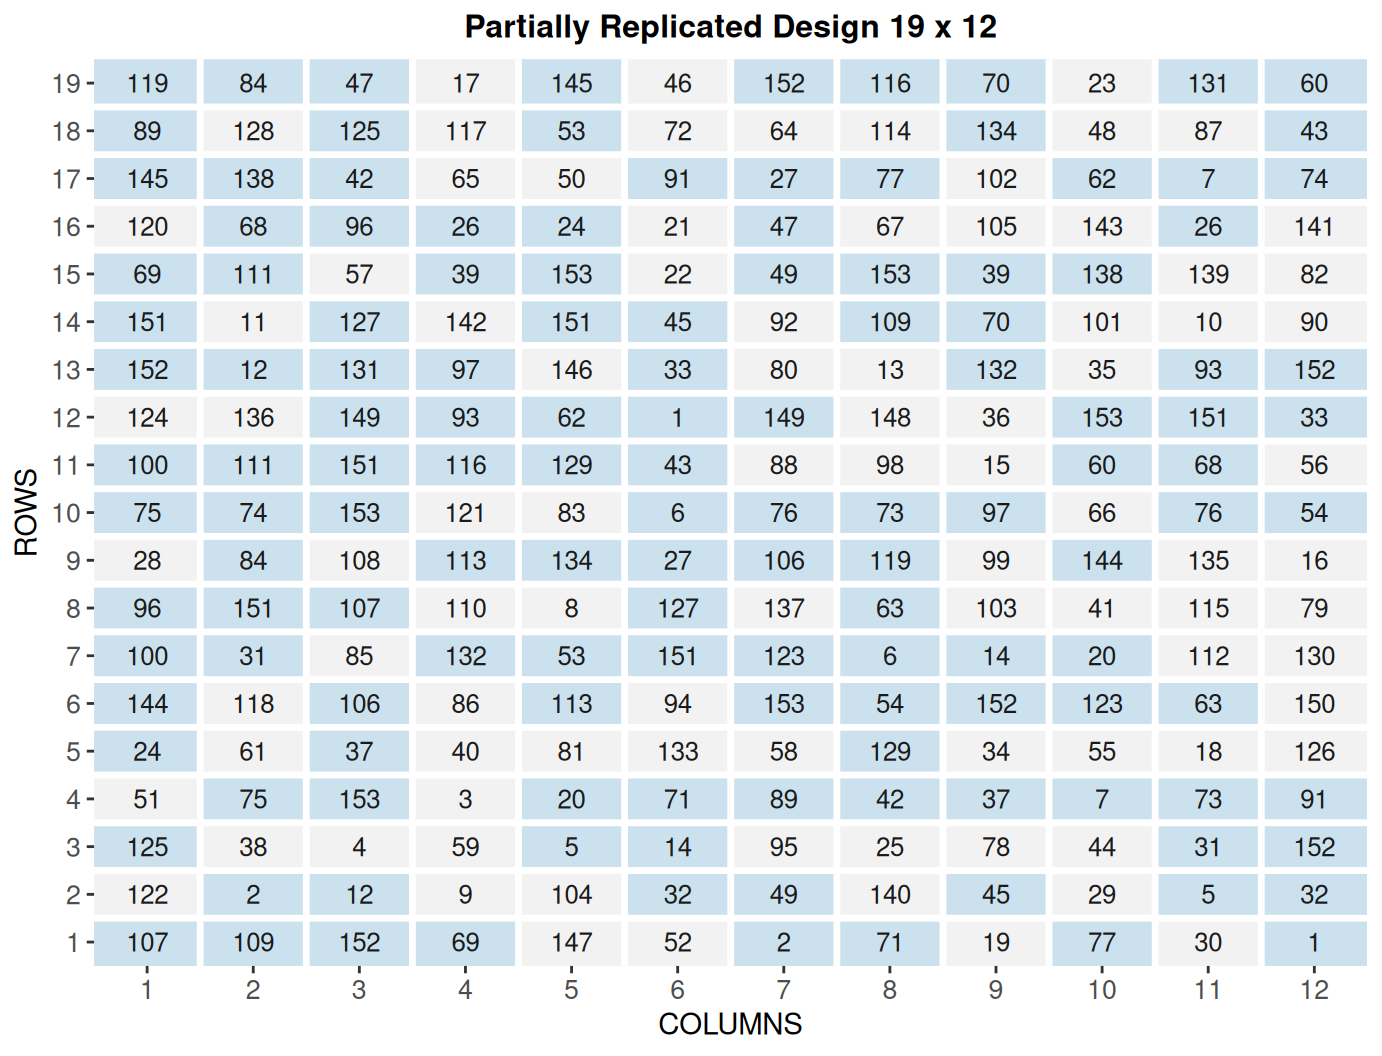 Partially Replicated Design 19 x 12
19 119 84 47 17 145 46 152 116 70 23 131 60
18 89 128 125 117 53 72 64 114 134 48 87 43
17 145 138 42 65 50 91 27 77 102 62 7 74
16 120 68 96 26 24 21 47 67 105 143 26 141
15 69 111 57 39 153 22 49 153 39 138 139 82
14 151 11 127 142 151 45 92 109 70 101 10 90
13 152 12 131 97 146 33 80 13 132 35 93 152
12 124 136 149 93 62 1 149 148 36 153 151 33
11 100 111 151 116 129 43 88 98 15 60 68 56
10 75 74 153 121 83 6 76 73 97 66 76 54
9 28 84 108 113 134 27 106 119 99 144 135 16
8 96 151 107 110 8 127 137 63 103 41 115 79
7 100 31 85 132 53 151 123 6 14 20 112 130
6 144 118 106 86 113 94 153 54 152 123 63 150
5 24 61 37 40 81 133 58 129 34 55 18 126
4 51 75 153 3 20 71 89 42 37 7 73 91
3 125 38 4 59 5 14 95 25 78 44 31 152
2 122 2 12 9 104 32 49 140 45 29 5 32
1 107 109 152 69 147 52 2 71 19 77 30 1
1 2 3 4 5 6 7 8 9 10 11 12
COLUMNS
ROWS